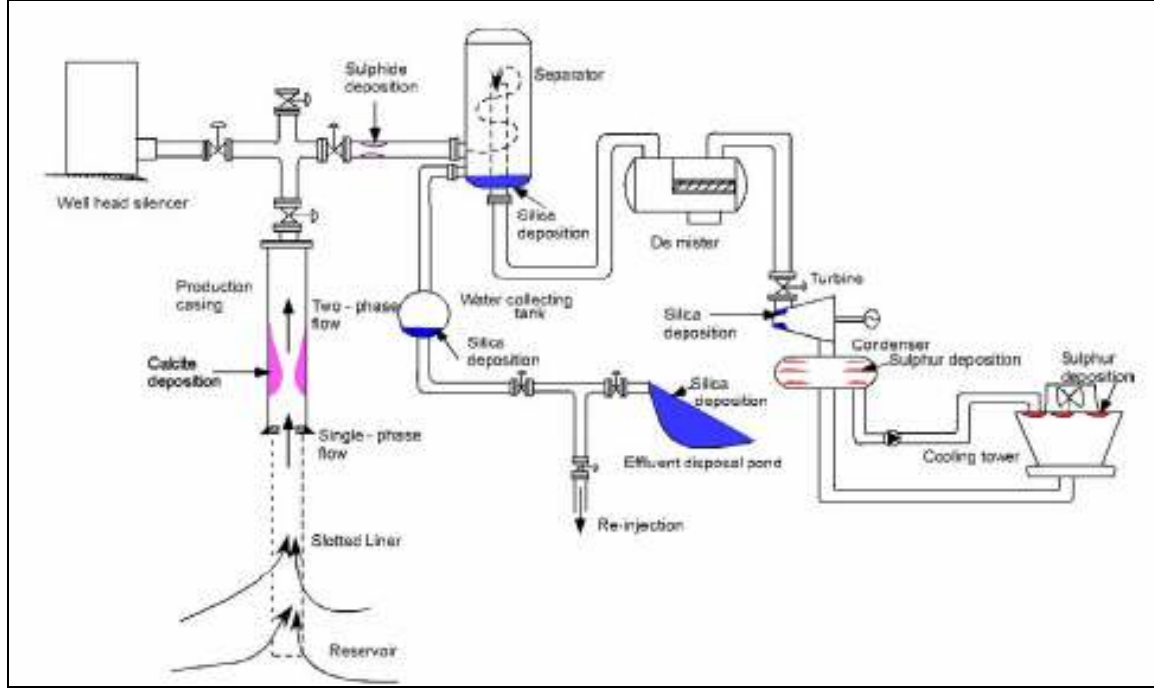 Sulphide
deposition
Separator
Well head silencer
Silica
deposition
De mister
Production
casing
Two - phase
flow
Water collecting
tank
Turbine
Silica
deposition
Silica
deposition
Condenser
Sulphur deposition
Sulphur
deposition
Calcite
deposition
Silica
deposition
Single - phase
flow
Effluent disposal pond
Cooling tower
Re-injection
Slotted Liner
Reservoir